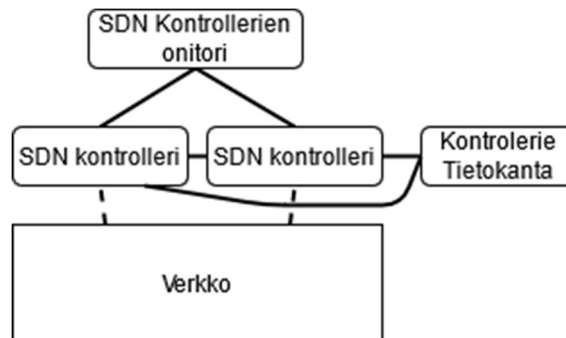 SDN Kontrollerien
onitori
SDN kontrolleri
SDN kontrolleri
Kontrolerie
Tietokanta
Verkko